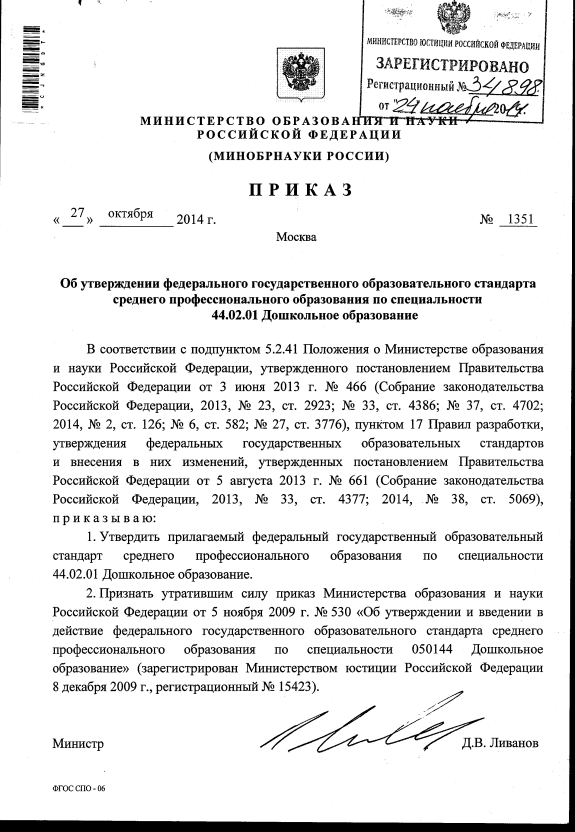 МИНИСТЕРСТВО ЮСТИЦИИ РОССИЙСКОЙ ФЕДЕРАЦИИ
ЗАРЕГИСТРИРОВАНО
Регистрационный № 34898
от "24 ноября 2014.
МИНИСТЕРСТВО ОБРАЗОВАНИЯ И НАУКИ
РОССИЙСКОЙ ФЕДЕРАЦИИ
(МИНОБРНАУКИ РОССИИ)
П Р И К А З
« 27 » октября 2014 г. № 1351
Москва
Об утверждении федерального государственного образовательного стандарта
среднего профессионального образования по специальности
44.02.01 Дошкольное образование
В соответствии с подпунктом 5.2.41 Положения о Министерстве образования
и науки Российской Федерации, утвержденного постановлением Правительства
Российской Федерации от 3 июня 2013 г. № 466 (Собрание законодательства
Российской Федерации, 2013, № 23, ст. 2923; № 33, ст. 4386; № 37, ст. 4702;
2014, № 2, ст. 126; № 6, ст. 582; № 27, ст. 3776), пунктом 17 Правил разработки,
утверждения федеральных государственных образовательных стандартов
и внесения в них изменений, утвержденных постановлением Правительства
Российской Федерации от 5 августа 2013 г. № 661 (Собрание законодательства
Российской Федерации, 2013, № 33, ст. 4377; 2014, № 38, ст. 5069),
п р и к а з ы в а ю:
1. Утвердить прилагаемый федеральный государственный образовательный
стандарт среднего профессионального образования по специальности
44.02.01 Дошкольное образование.
2. Признать утратившим силу приказ Министерства образования и науки
Российской Федерации от 5 ноября 2009 г. № 530 «Об утверждении и введении в
действие федерального государственного образовательного стандарта среднего
профессионального образования по специальности 050144 Дошкольное
образование» (зарегистрирован Министерством юстиции Российской Федерации
8 декабря 2009 г., регистрационный № 15423).
Министр Д.В. Ливанов
ФГОС СПО - 06